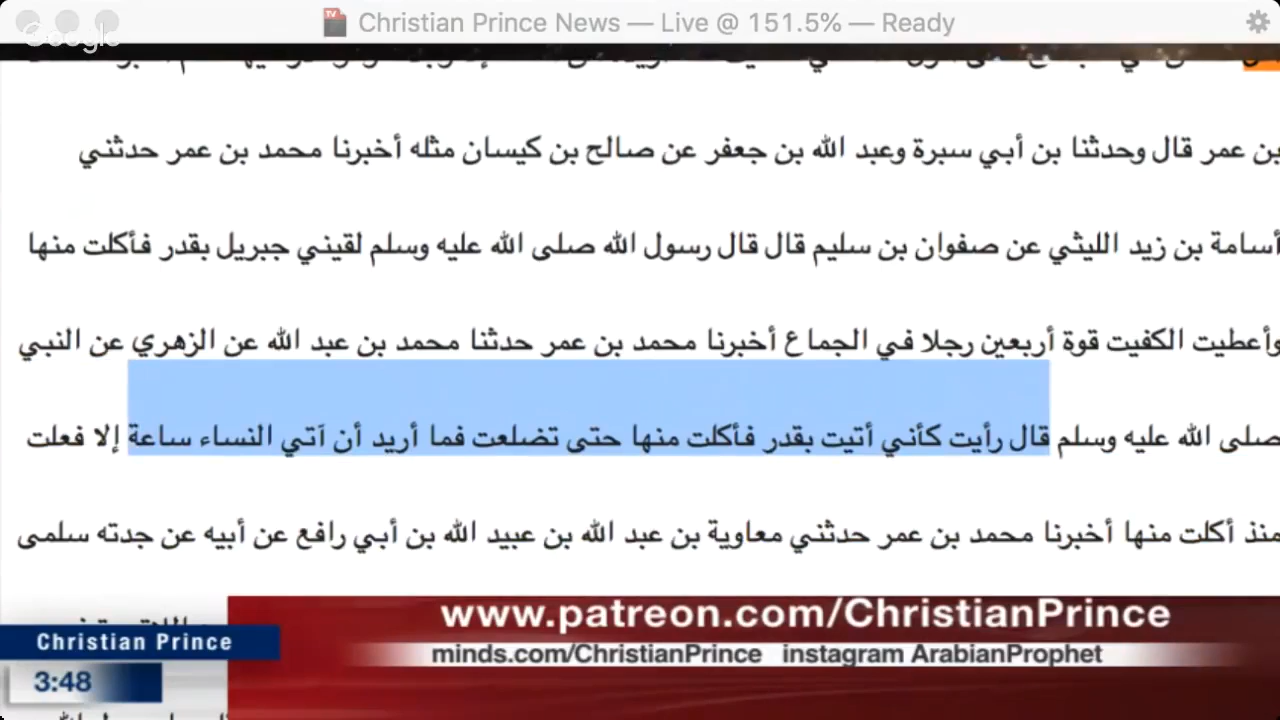 Christian Prince News — Live @ 151.5% — Ready
Google
بن عمر قال وحدثنا بن أبي سبرة وعبد الله بن جعفر عن صالح بن كيسان مثله أخبرنا محمد بن عمر حدثني
أسامة بن زيد الليثي عن صفوان بن سليم قال قال رسول الله صلى الله عليه وسلم لقيني جبريل بقدر فأكلت منها
وأعطيت الكفيت قوة أربعين رجلا في الجماع أخبرنا محمد بن عمر حدثنا محمد بن عبد الله عن الزهري عن النبي
صلى الله عليه وسلم قال رأيت كأني أتيت بقدر فأكلت منها حتى تضلعت فما أريد أن آتي النساء ساعة إلا فعلت
منذ أكلت منها أخبرنا محمد بن عمر حدثني معاوية بن عبد الله بن عبيد الله بن أبي رافع عن أبيه عن جدته سلمى
www.patreon.com/ChristianPrince
Christian Prince
minds.com/ChristianPrince instagram ArabianProphet
3:48